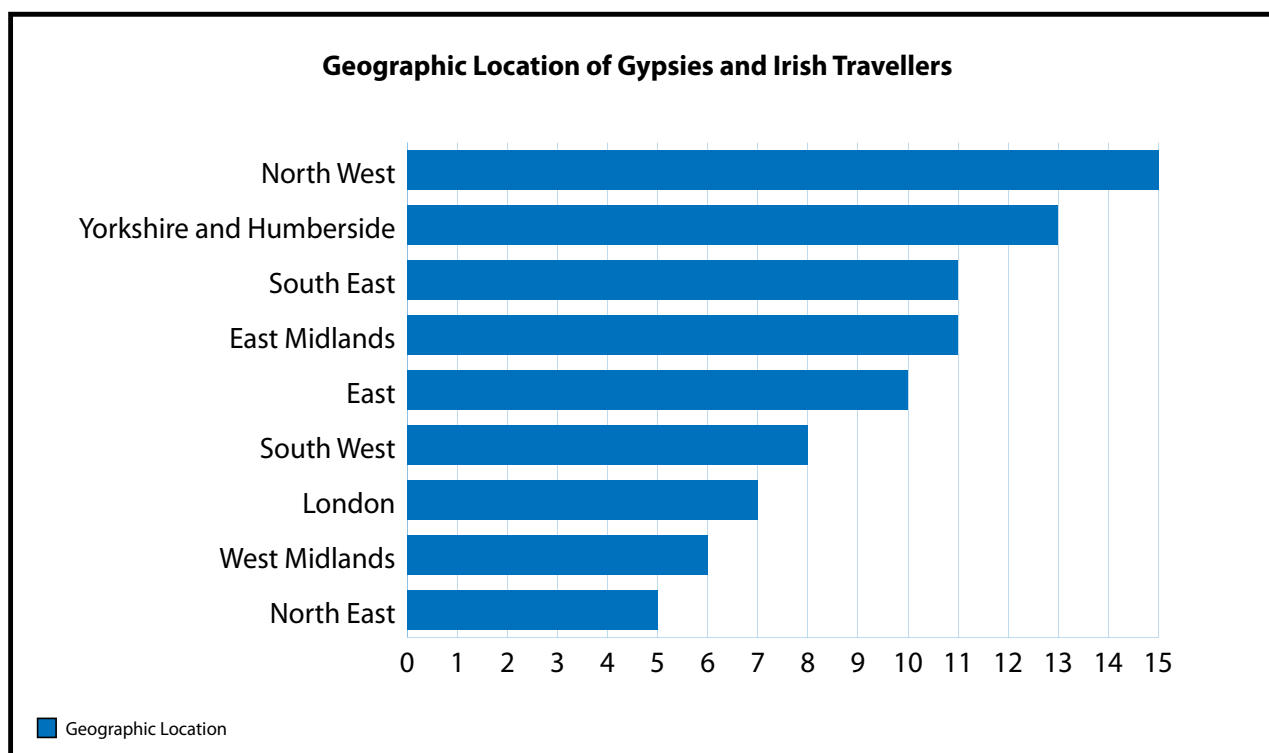 Geographic Location of Gypsies and Irish Travellers
North West
Yorkshire and Humberside
South East
East Midlands
East
South West
London
West Midlands
North East
0 1 2 3 4 5 6 7 8 9 10 11 12 13 14 15
Geographic Location